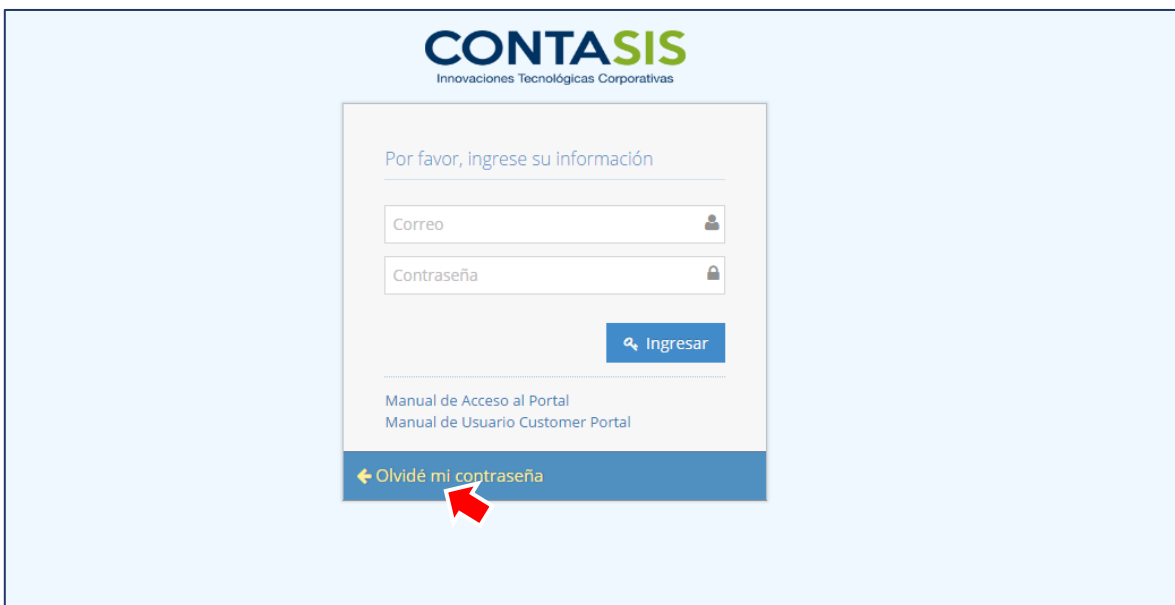 CONTASIS
Innovaciones Tecnológicas Corporativas
Por favor, ingrese su información
Correo
Contraseña
Ingresar
Manual de Acceso al Portal
Manual de Usuario Customer Portal
Olvidé mi contraseña